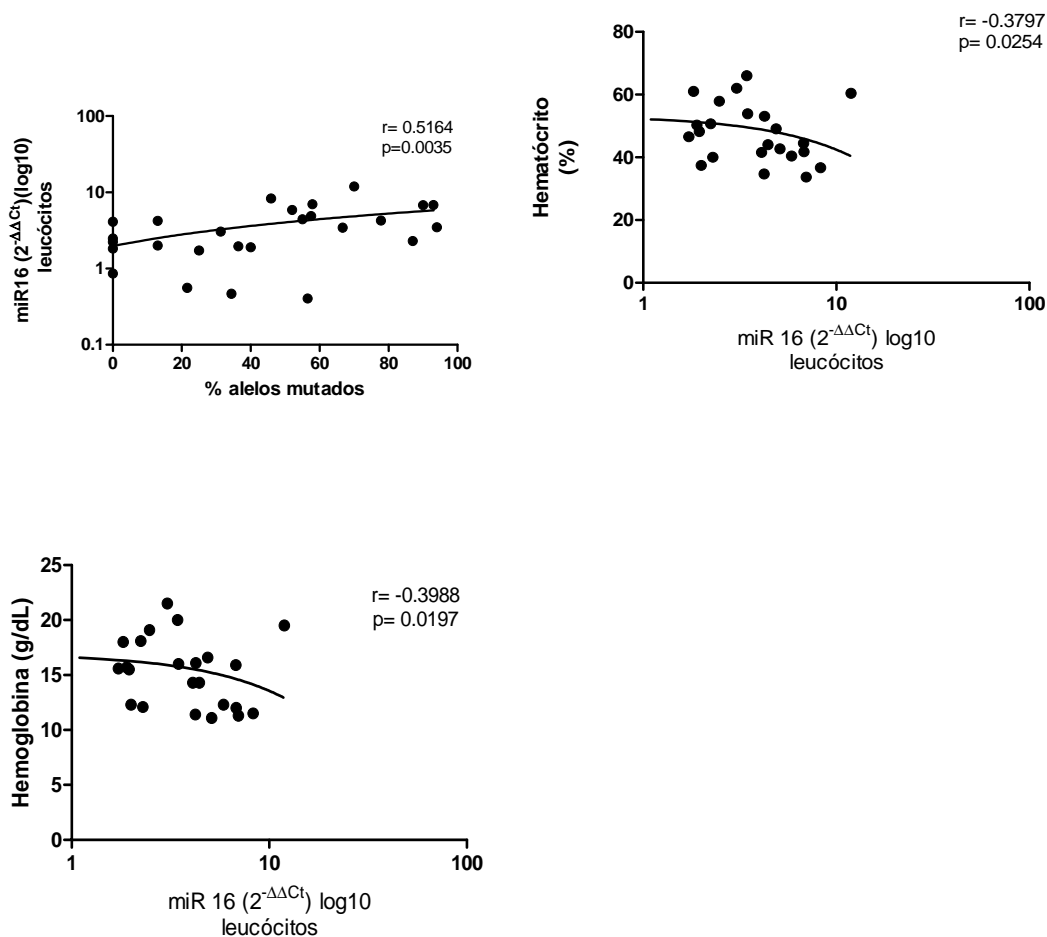 r= 0.5164
p=0.0035
100
10
1
0.1
miR16 (2-ΔΔCt)(log10)
leucócitos
0 20 40 60 80 100
% alelos mutados
r= -0.3797
p= 0.0254
80
60
40
20
0
Hematócrito
(%)
1 10 100
miR 16 (2-ΔΔCt) log10
leucócitos
r= -0.3988
p= 0.0197
25
20
15
10
5
0
Hemoglobina (g/dL)
1 10 100
miR 16 (2-ΔΔCt) log10
leucócitos